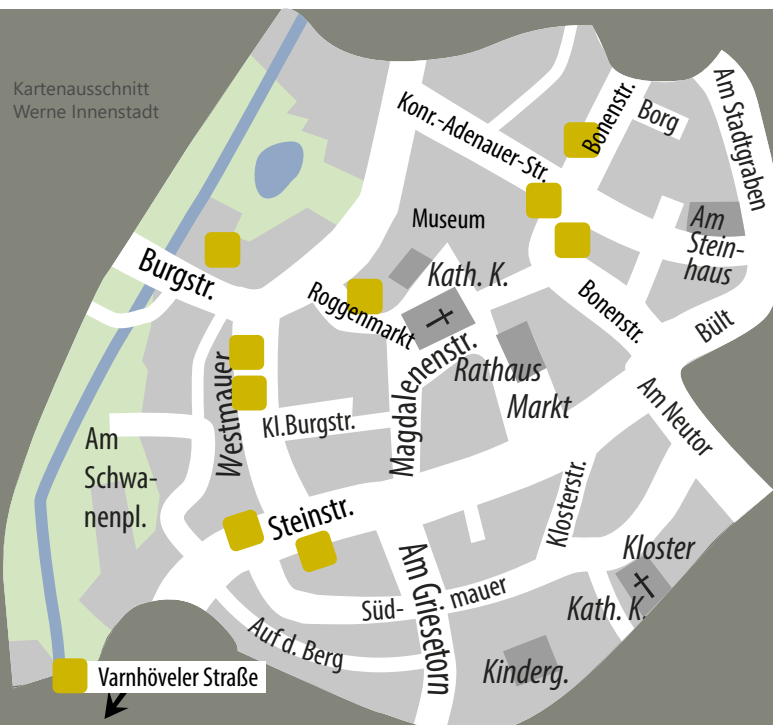 Kartenausschnitt
Werne Innenstadt
Konr.-Adenauer-Str.
Bonenstr.
Borg
Am Stadtgraben
Museum
Am
Stein-
haus
Burgstr.
Roggenmarkt
Kath. K.
Bonenstr.
Bült
Magdalenenstr.
Rathaus
Markt
Westmauer
Kl.Burgstr.
Am Neutor
Am
Schwa-
nenpl.
Steinstr.
Klosterstr.
Am Griesetorn
Kloster
Süd-
mauer
Kath. K.
Auf d. Berg
Kinderg.
Varnhöveler Straße